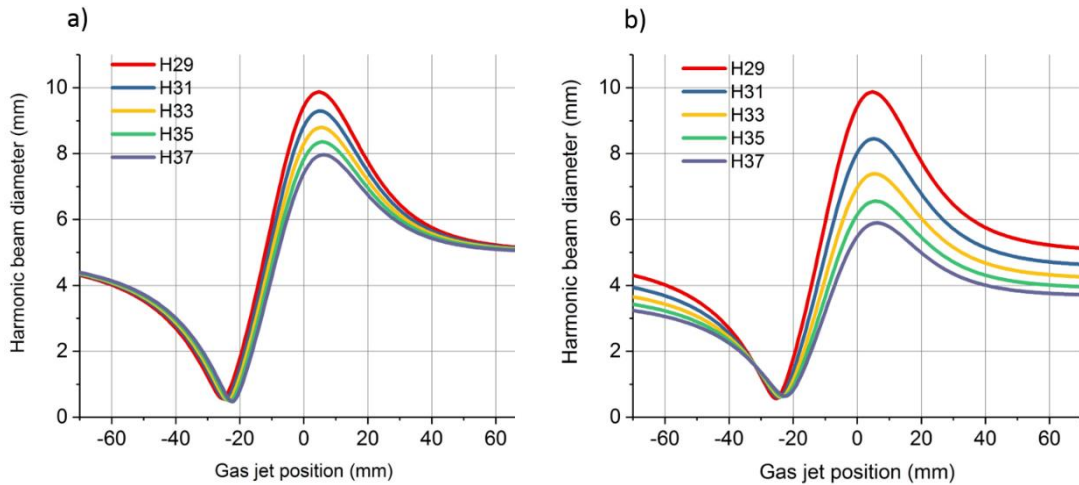 a)
H29
H31
H33
H35
H37
Harmonic beam diameter (mm)
10
8
6
4
2
0
-60
-40
-20
0
20
40
60
Gas jet position (mm)
b)
H29
H31
H33
H35
H37
Harmonic beam diameter (mm)
10
8
6
4
2
0
-60
-40
-20
0
20
40
60
Gas jet position (mm)